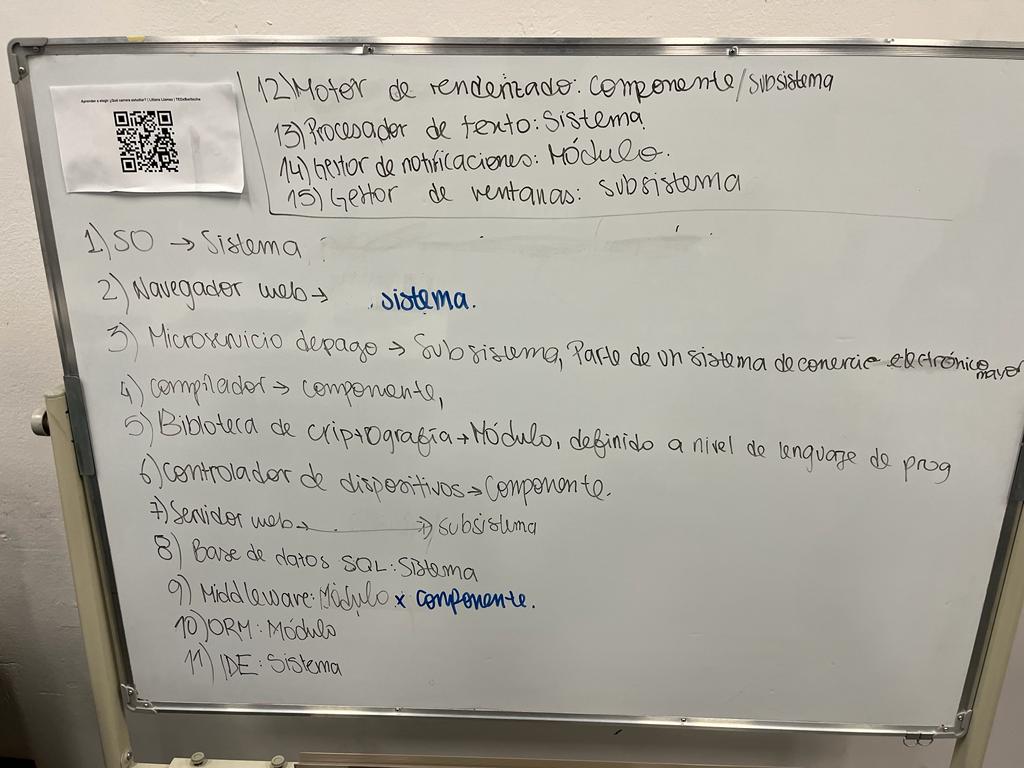 Aprender a elegir ¿Qué carrera estudiar? | Liliana Llamas | TEDxBarriozha
12) Motor de renderizado: componente/subsistema
13) Procesador de texto: Sistema
14) Gestor de notificaciones: Módulo.
15) Gestor de ventanas: subsistema
1) SO → Sistema
2) Navegador web → sistema.
3) Microservicio de pago → Subsistema, Parte de un sistema de comercio electrónico mayor
4) compilador → componente,
5) Bibloteca de criptografía → Módulo, definido a nivel de lenguaje de prog
6) controlador de dispositivos → Componente.
7) Servidor web → subsistema
8) Base de datos SQL: Sistema
9) Middleware: Módulo x componente.
10) ORM: Módulo
11) IDE: Sistema